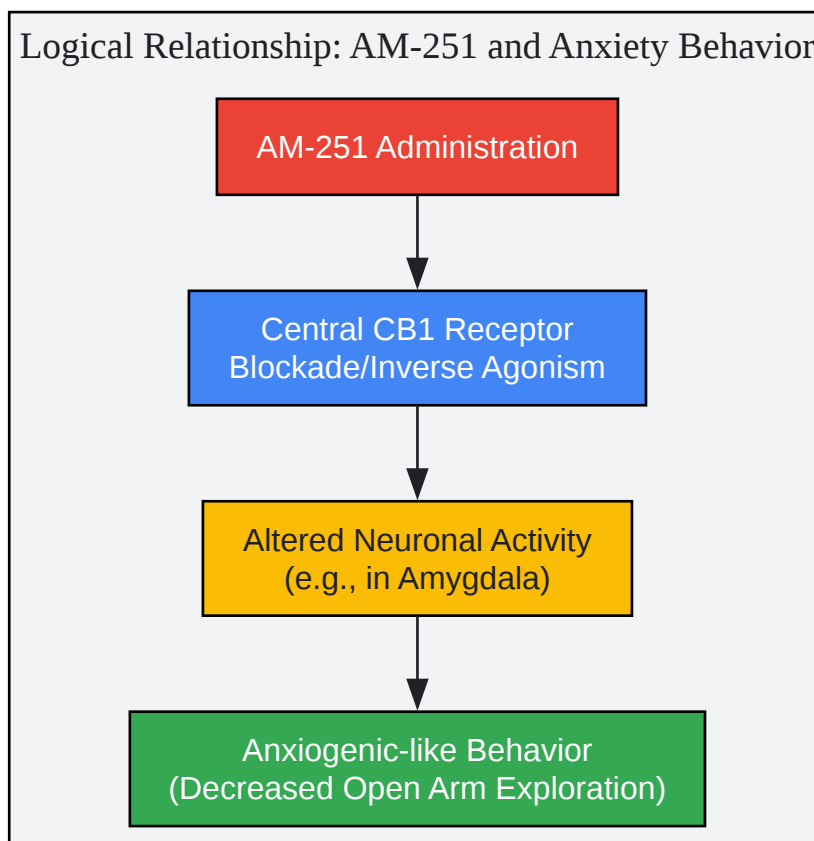 Logical Relationship: AM-251 and Anxiety Behavior
AM-251 Administration
Central CB1 Receptor
Blockade/Inverse Agonism
Altered Neuronal Activity
(e.g., in Amygdala)
Anxiogenic-like Behavior
(Decreased Open Arm Exploration)